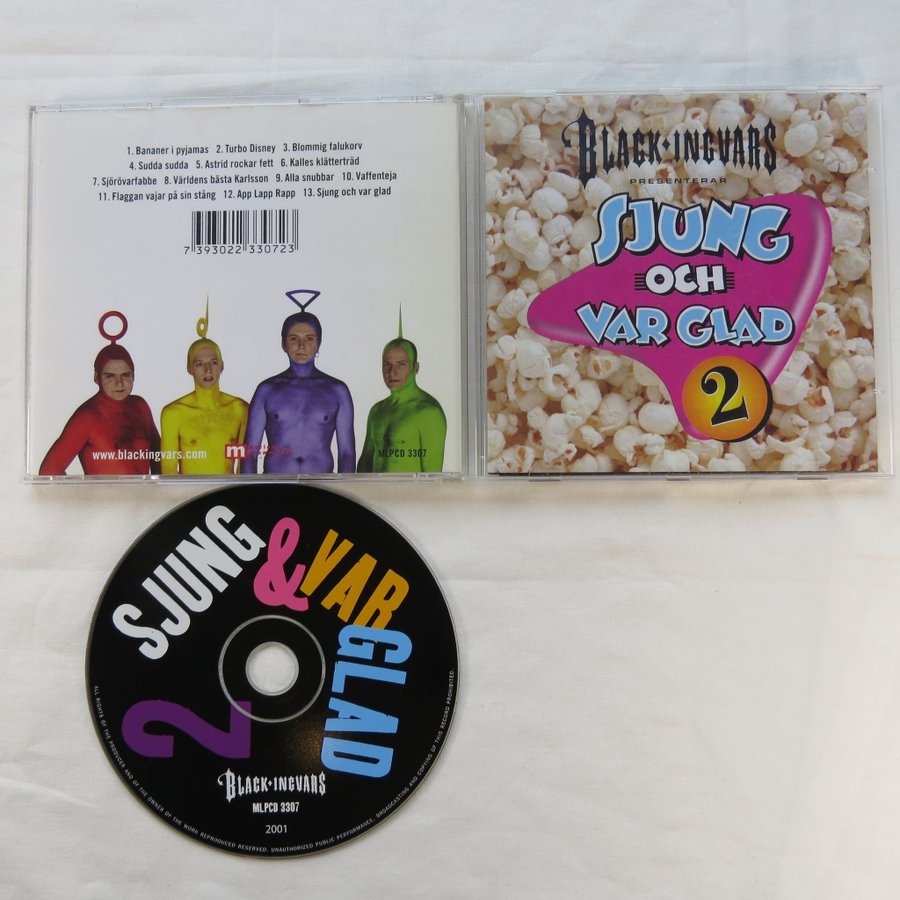 1. Bananer i pyjamas 2. Turbo Disney 3. Blommig falukorv
4. Sudda sudda 5. Astrid rockar fett 6. Kalles klätterträd
7. Sjörövarfabbe 8. Världens bästa Karlsson 9. Alla snubbar 10. Vaffenteja
11. Flaggan vajar på sin stång 12. App Lapp Rapp 13. Sjung och var glad
7 393022 330723
www.blackingvars.com
MLPCD 3307
BLACK-INGVARS
PRESENTERAR
SJUNG
OCH
VAR GLAD
2
SJUNG
&
VAR
GLAD
2
BLACK-INGVARS
MLPCD 3307
2001
ALL RIGHTS OF THE PRODUCER AND OF THE OWNER OF THE WORK REPRODUCED RESERVED. UNAUTHORIZED PUBLIC PERFORMANCE, BROADCASTING AND COPYING OF THIS RECORD PROHIBITED.